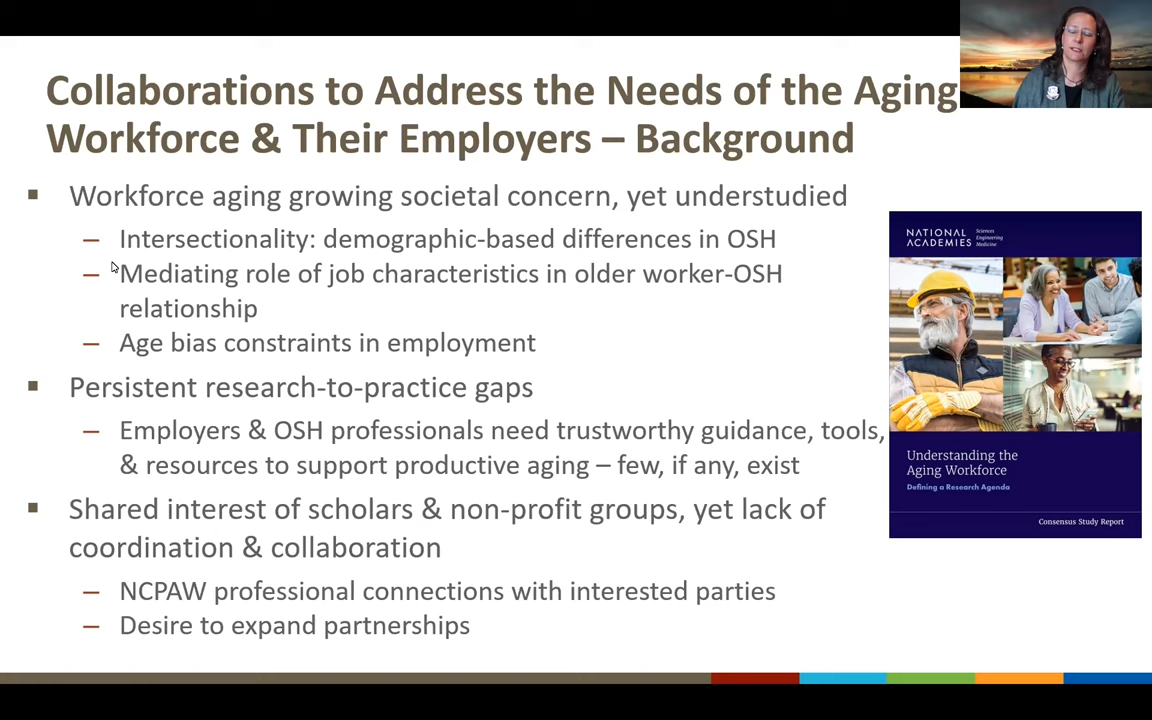 Collaborations to Address the Needs of the Aging
Workforce & Their Employers – Background
▪ Workforce aging growing societal concern, yet understudied
– Intersectionality: demographic-based differences in OSH
– Mediating role of job characteristics in older worker-OSH
relationship
– Age bias constraints in employment
▪ Persistent research-to-practice gaps
– Employers & OSH professionals need trustworthy guidance, tools,
& resources to support productive aging – few, if any, exist
▪ Shared interest of scholars & non-profit groups, yet lack of
coordination & collaboration
– NCPAW professional connections with interested parties
– Desire to expand partnerships
NATIONAL
ACADEMIES
Sciences
Engineering
Medicine
Understanding the
Aging Workforce
Defining a Research Agenda
Consensus Study Report